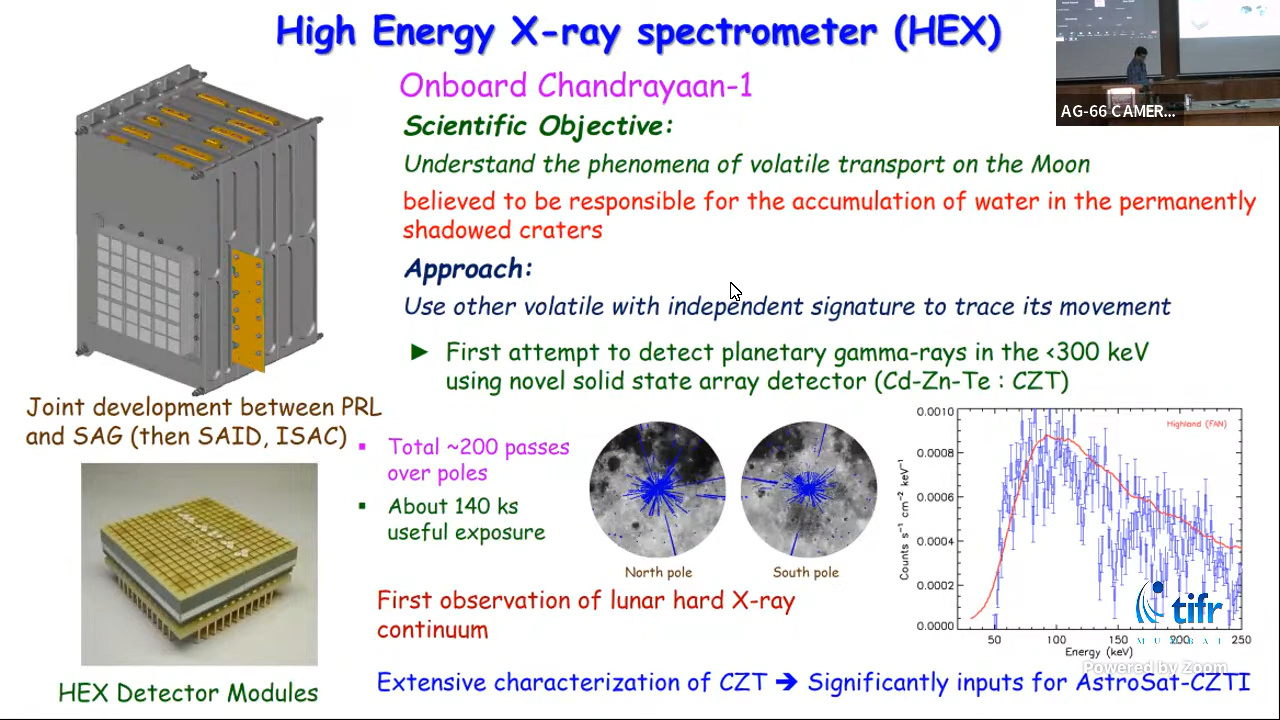 High Energy X-ray spectrometer (HEX)
AG-66 CAMER...
Onboard Chandrayaan-1
Scientific Objective:
Understand the phenomena of volatile transport on the Moon
believed to be responsible for the accumulation of water in the permanently
shadowed craters
Approach:
Use other volatile with independent signature to trace its movement
► First attempt to detect planetary gamma-rays in the <300 keV
using novel solid state array detector (Cd-Zn-Te : CZT)
Joint development between PRL
and SAG (then SAID, ISAC)
▪ Total ~200 passes
over poles
▪ About 140 ks
useful exposure
North pole
South pole
Highland (FAN)
0.0010
0.0008
0.0006
0.0004
0.0002
0.0000
Counts s⁻¹ cm⁻² keV⁻¹
50 100 150 200 250
Energy (keV)
tifr
MUMBAI
Powered by Zoom
First observation of lunar hard X-ray
continuum
HEX Detector Modules
Extensive characterization of CZT ➔ Significantly inputs for AstroSat-CZTI